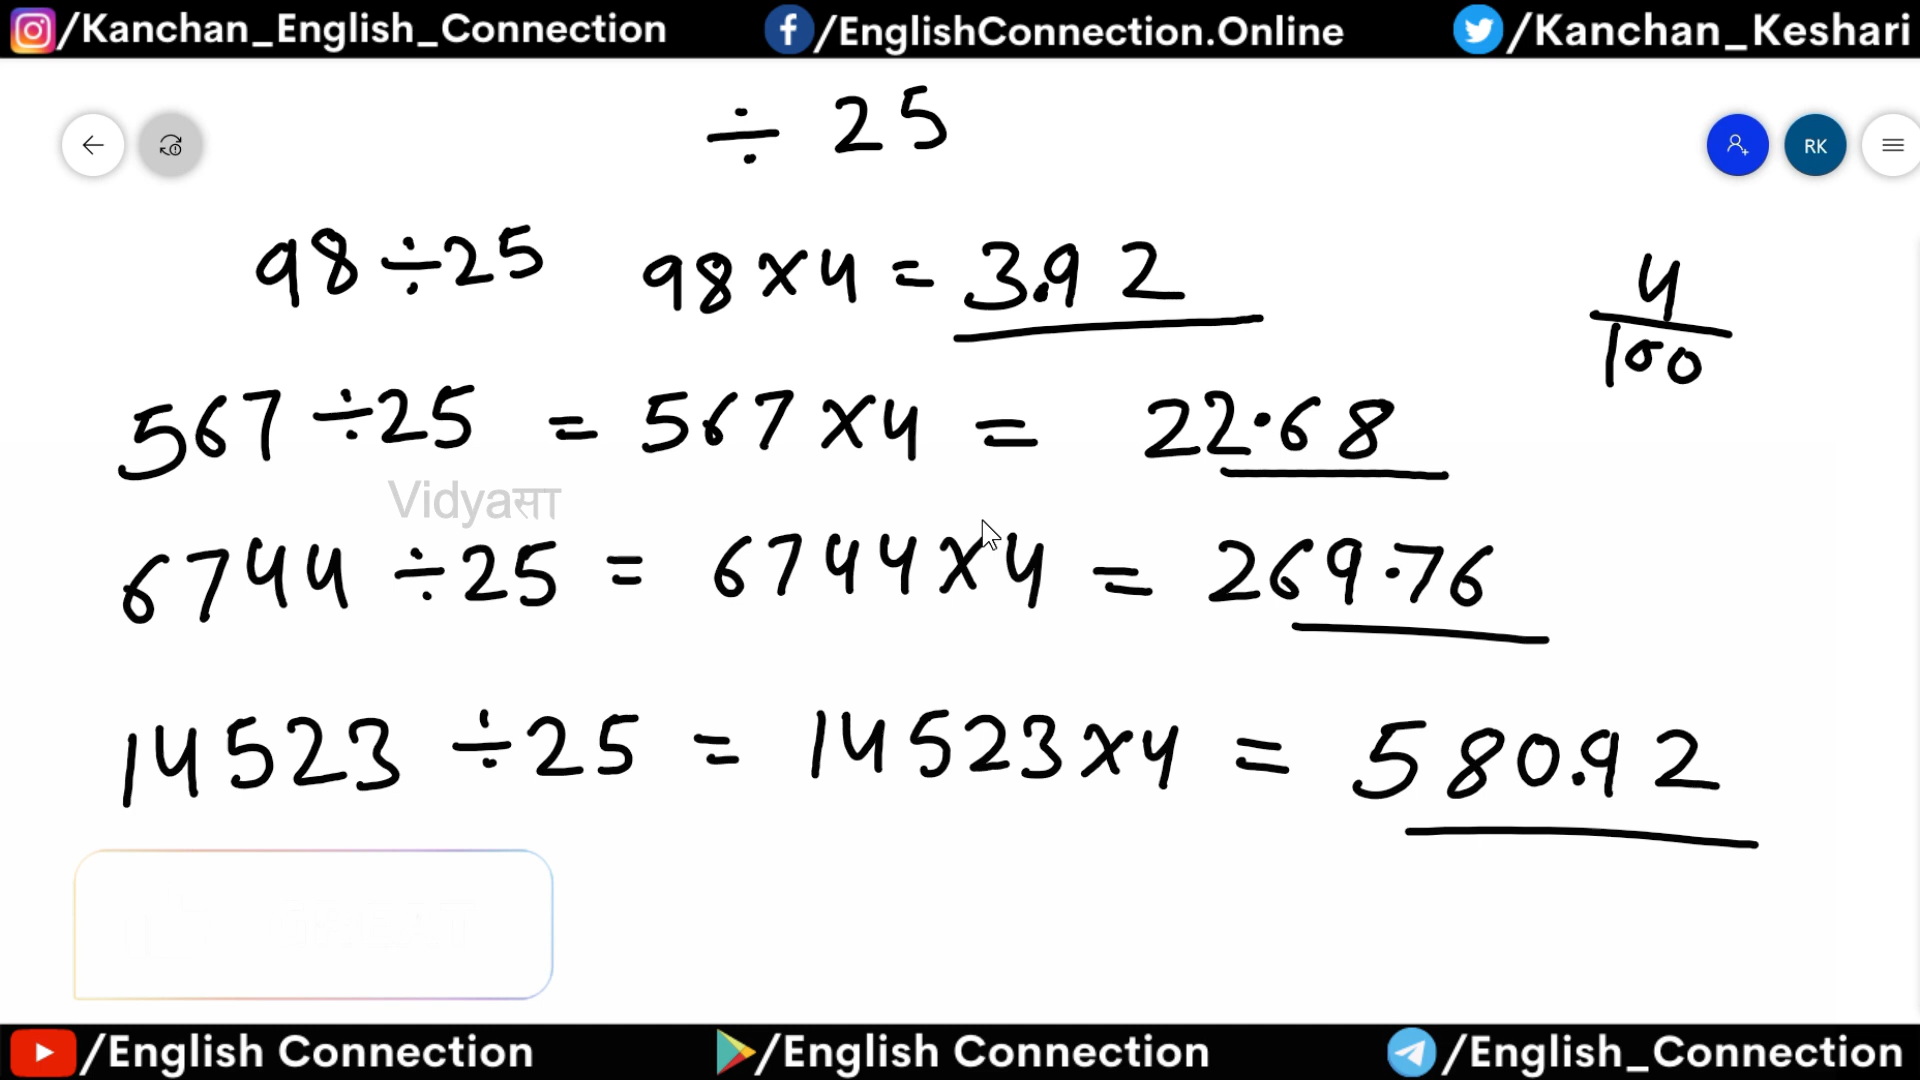 /Kanchan_English_Connection /EnglishConnection.Online /Kanchan_Keshari
÷ 25
RK
98÷25 98×4 = 3.92
4
100
567÷25 = 567×4 = 22.68
Vidyaसा
6744÷25 = 6744×4 = 269.76
14523÷25 = 14523×4 = 580.92
/English Connection /English Connection /English_Connection